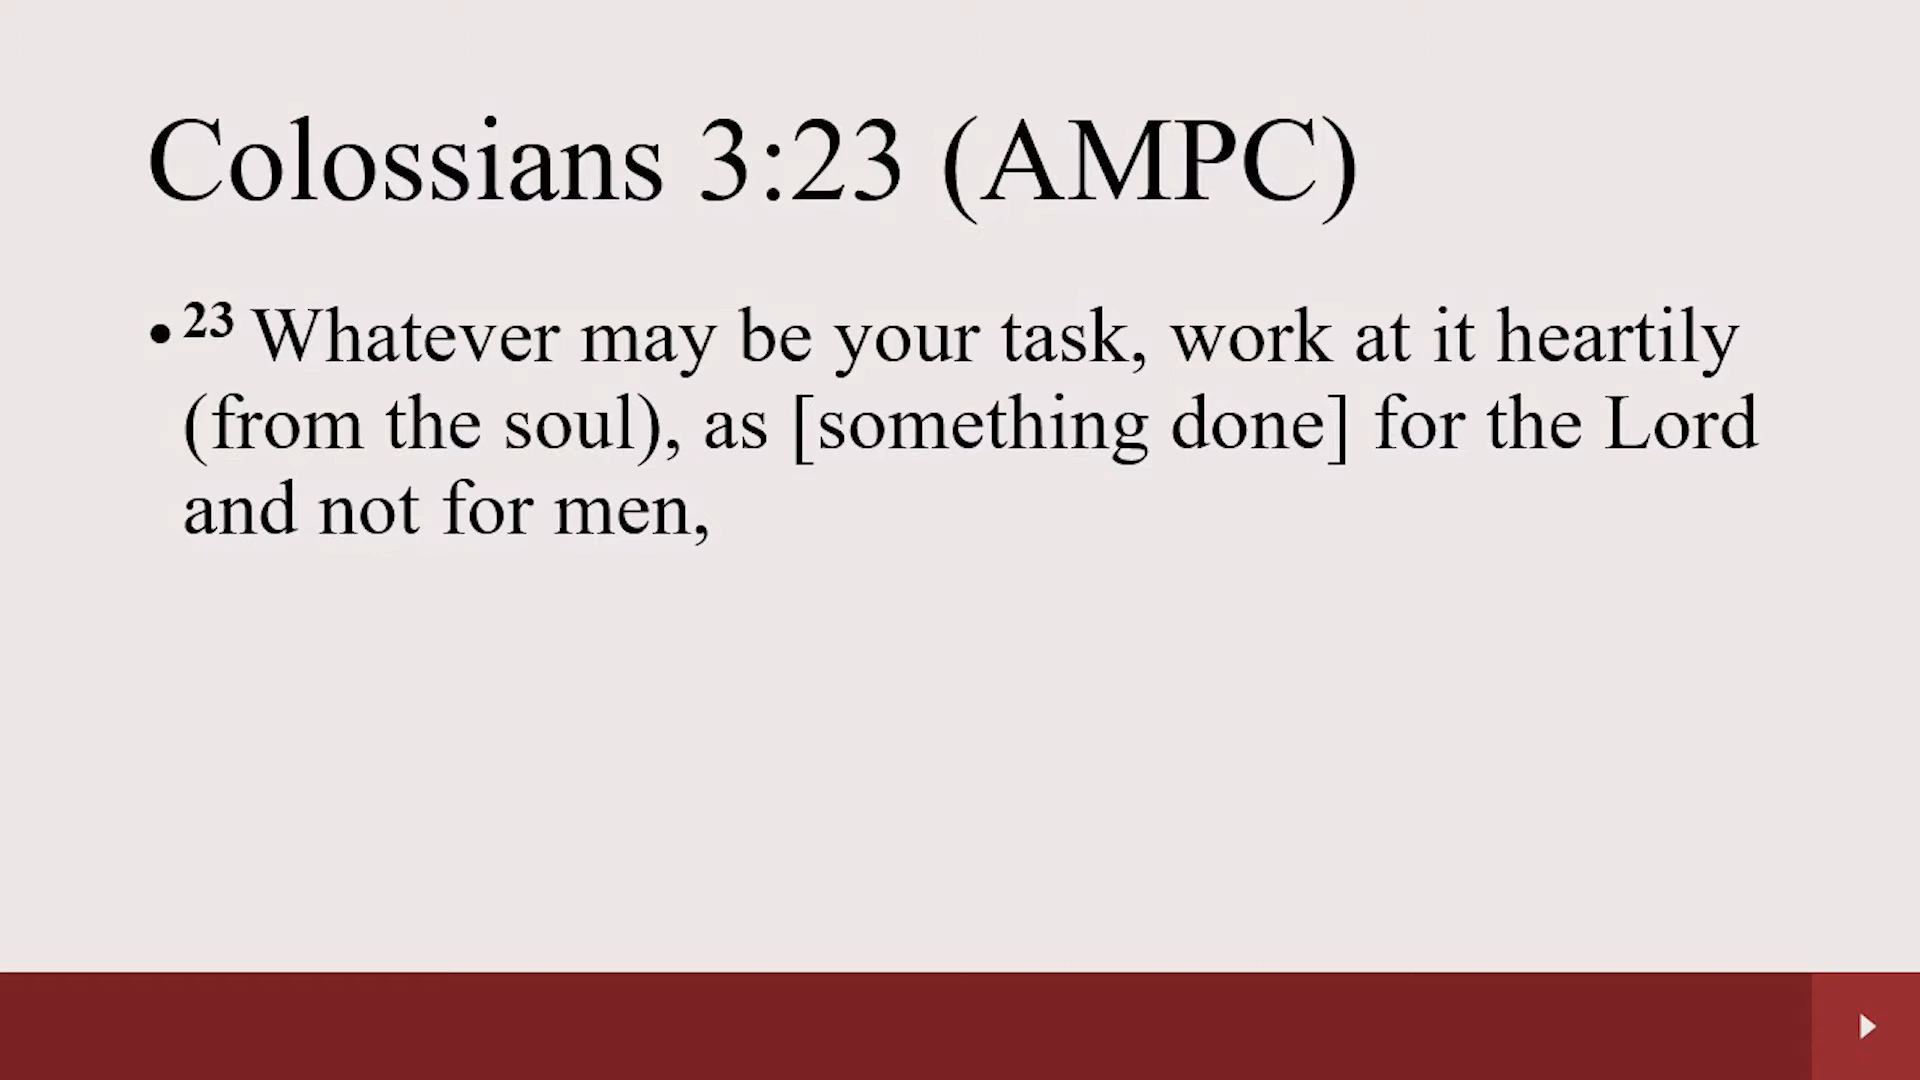 Colossians 3:23 (AMPC)
• 23 Whatever may be your task, work at it heartily
(from the soul), as [something done] for the Lord
and not for men,